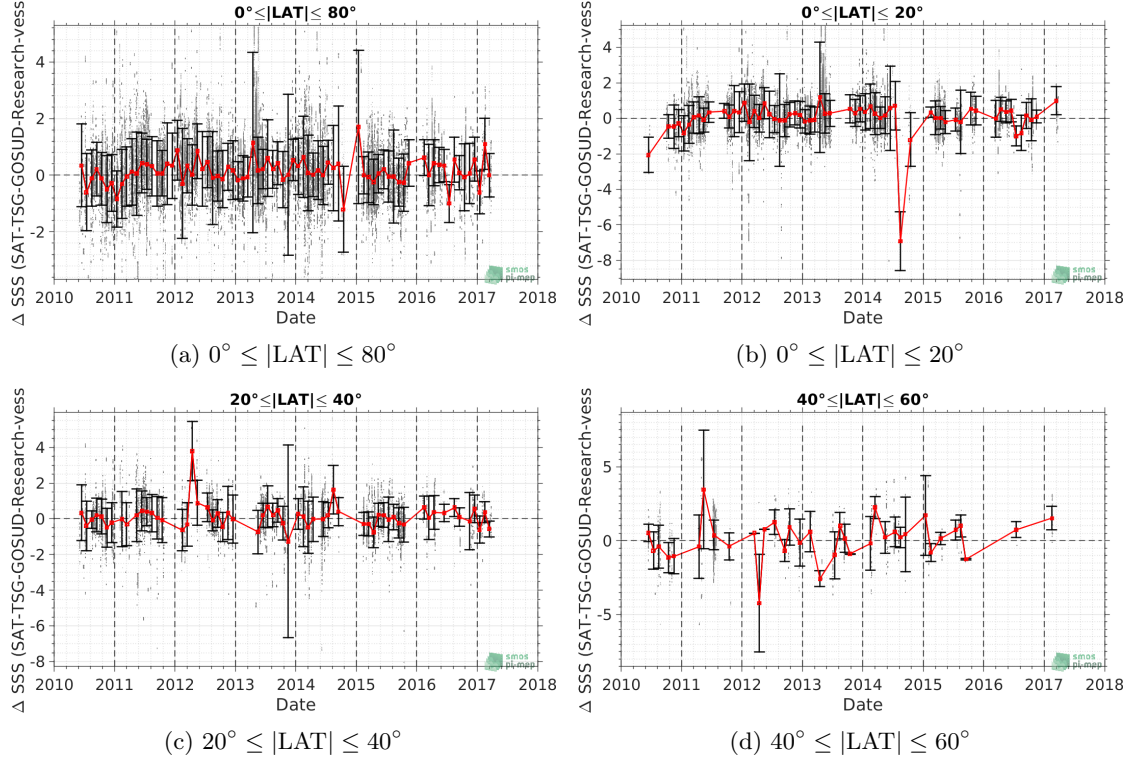 0°≤|LAT|≤ 80°
Δ SSS (SAT-TSG-GOSUD-Research-vess
4
2
0
-2
2010 2011 2012 2013 2014 2015 2016 2017 2018
Date
smos
pi-mep
(a) 0° ≤ |LAT| ≤ 80°
0°≤|LAT|≤ 20°
Δ SSS (SAT-TSG-GOSUD-Research-vess
4
2
0
-2
-4
-6
-8
2010 2011 2012 2013 2014 2015 2016 2017 2018
Date
smos
pi-mep
(b) 0° ≤ |LAT| ≤ 20°
20°≤|LAT|≤ 40°
Δ SSS (SAT-TSG-GOSUD-Research-vess
4
2
0
-2
-4
-6
-8
2010 2011 2012 2013 2014 2015 2016 2017 2018
Date
smos
pi-mep
(c) 20° ≤ |LAT| ≤ 40°
40°≤|LAT|≤ 60°
Δ SSS (SAT-TSG-GOSUD-Research-vess
5
0
-5
2010 2011 2012 2013 2014 2015 2016 2017 2018
Date
smos
pi-mep
(d) 40° ≤ |LAT| ≤ 60°